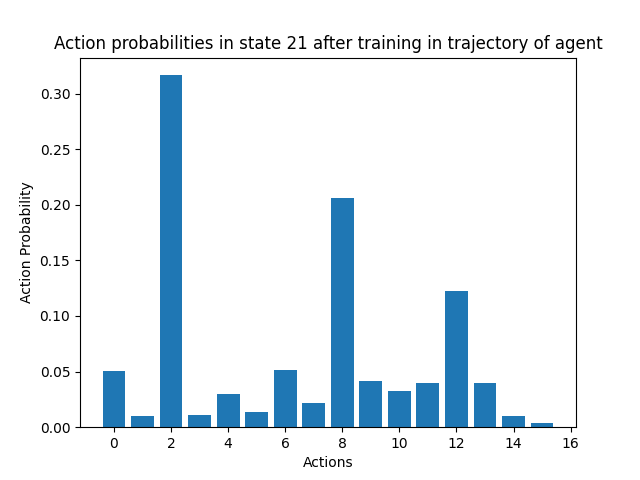 Action probabilities in state 21 after training in trajectory of agent
0.30
0.25
0.20
0.15
0.10
0.05
0.00
Action Probability
0 2 4 6 8 10 12 14 16
Actions